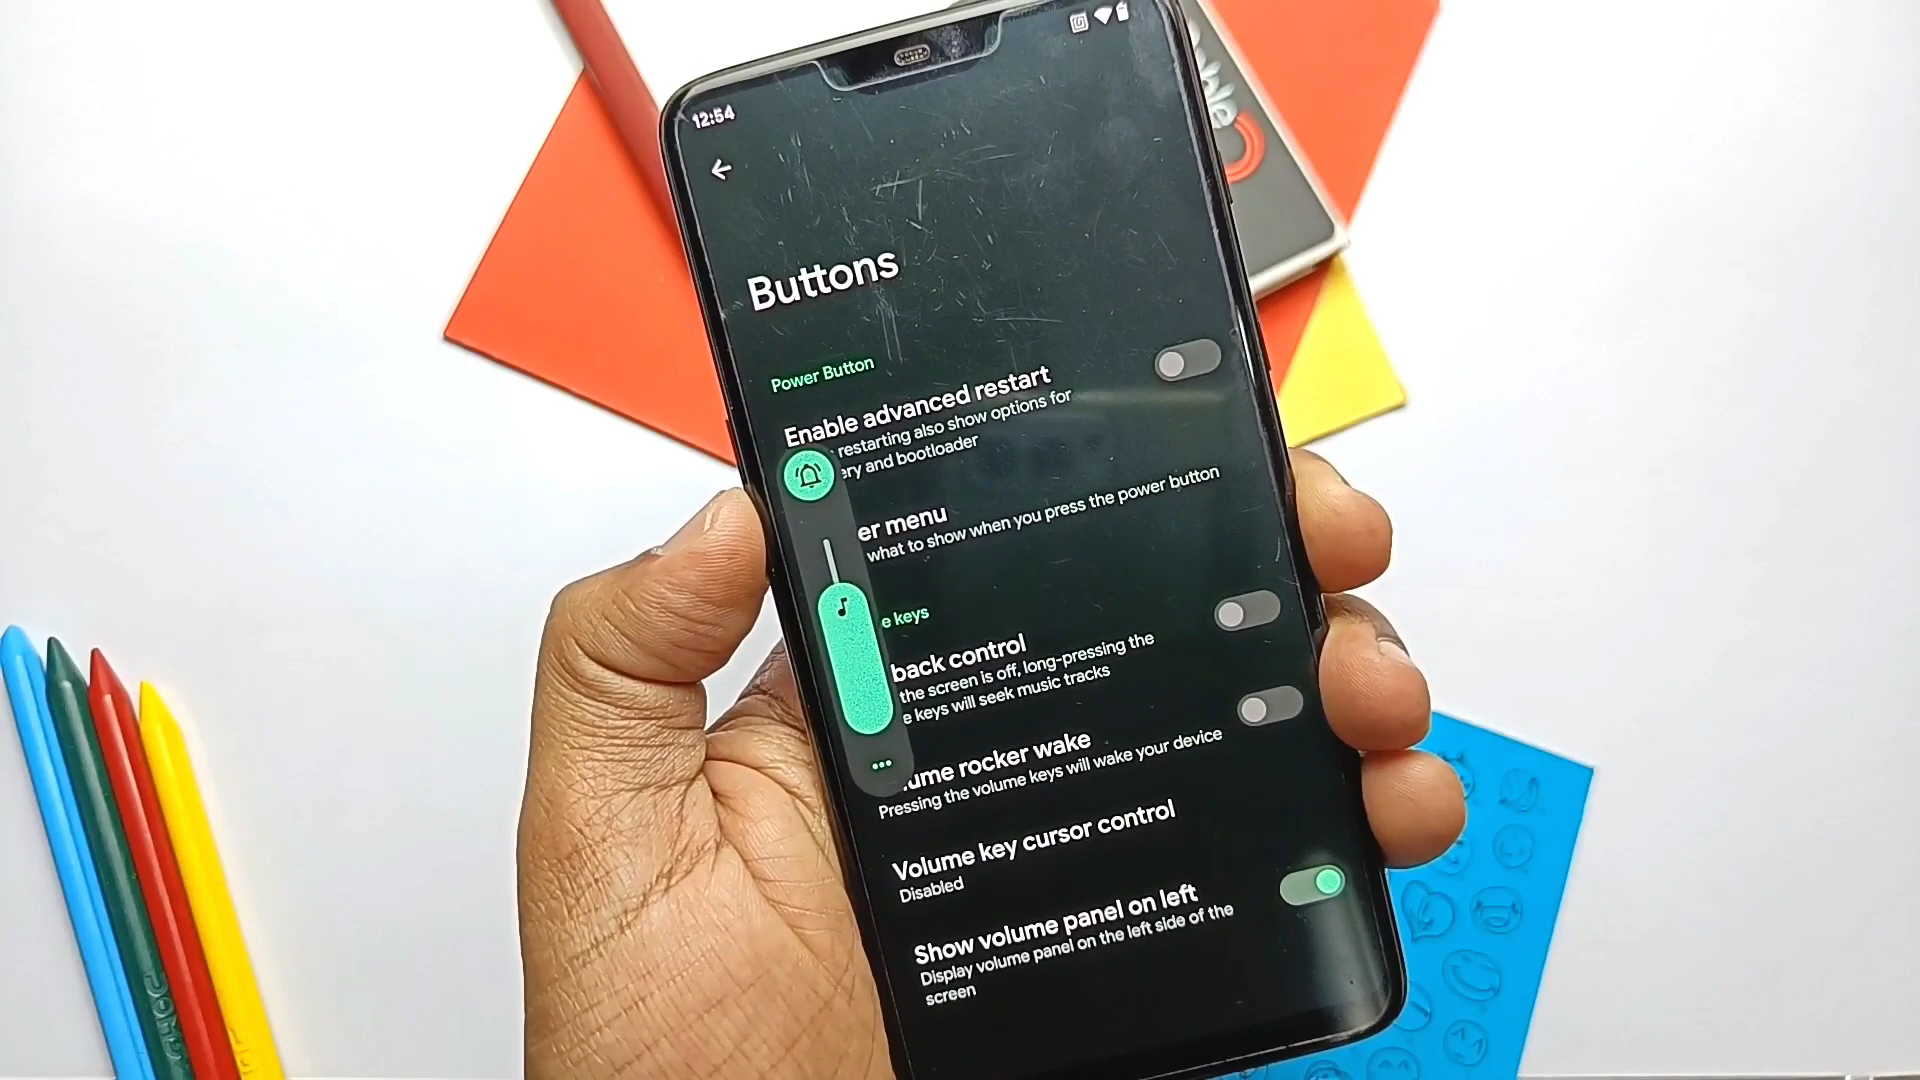 12:54
Buttons
Power Button
Enable advanced restart
restarting also show options for
ery and bootloader
er menu
what to show when you press the power button
e keys
back control
the screen is off, long-pressing the
e keys will seek music tracks
ume rocker wake
Pressing the volume keys will wake your device
Volume key cursor control
Disabled
Show volume panel on left
Display volume panel on the left side of the
screen